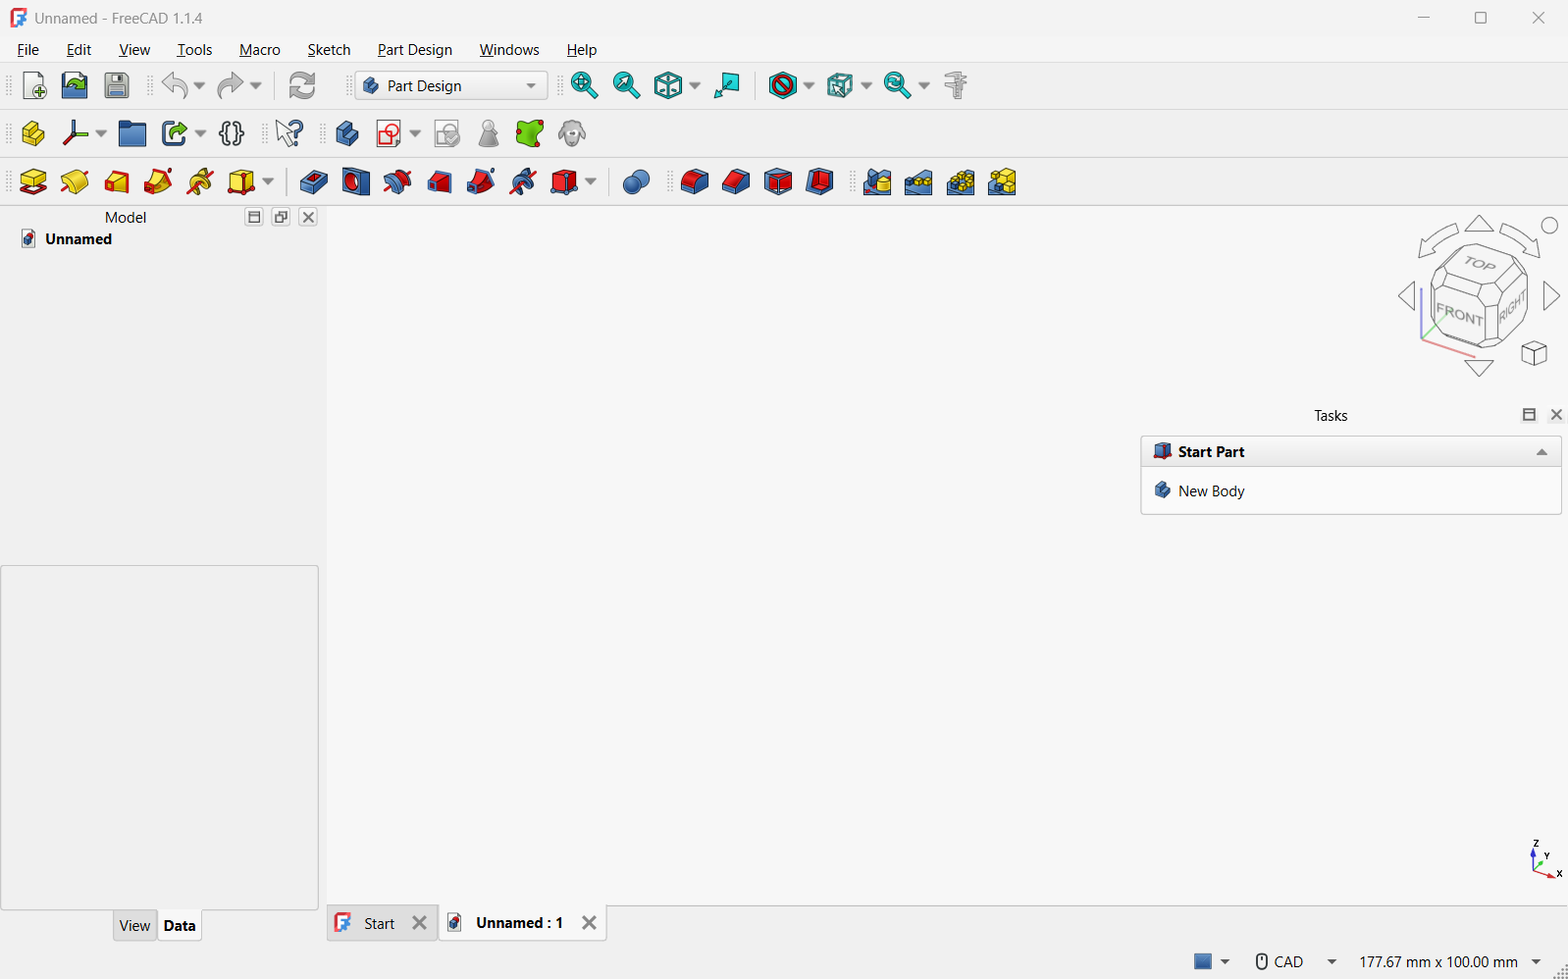 Unnamed - FreeCAD 1.1.4
File Edit View Tools Macro Sketch Part Design Windows Help
Part Design
Model
Unnamed
TOP
FRONT
RIGHT
Tasks
Start Part
New Body
Z
Y
X
View Data
Start Unnamed : 1
CAD 177.67 mm x 100.00 mm